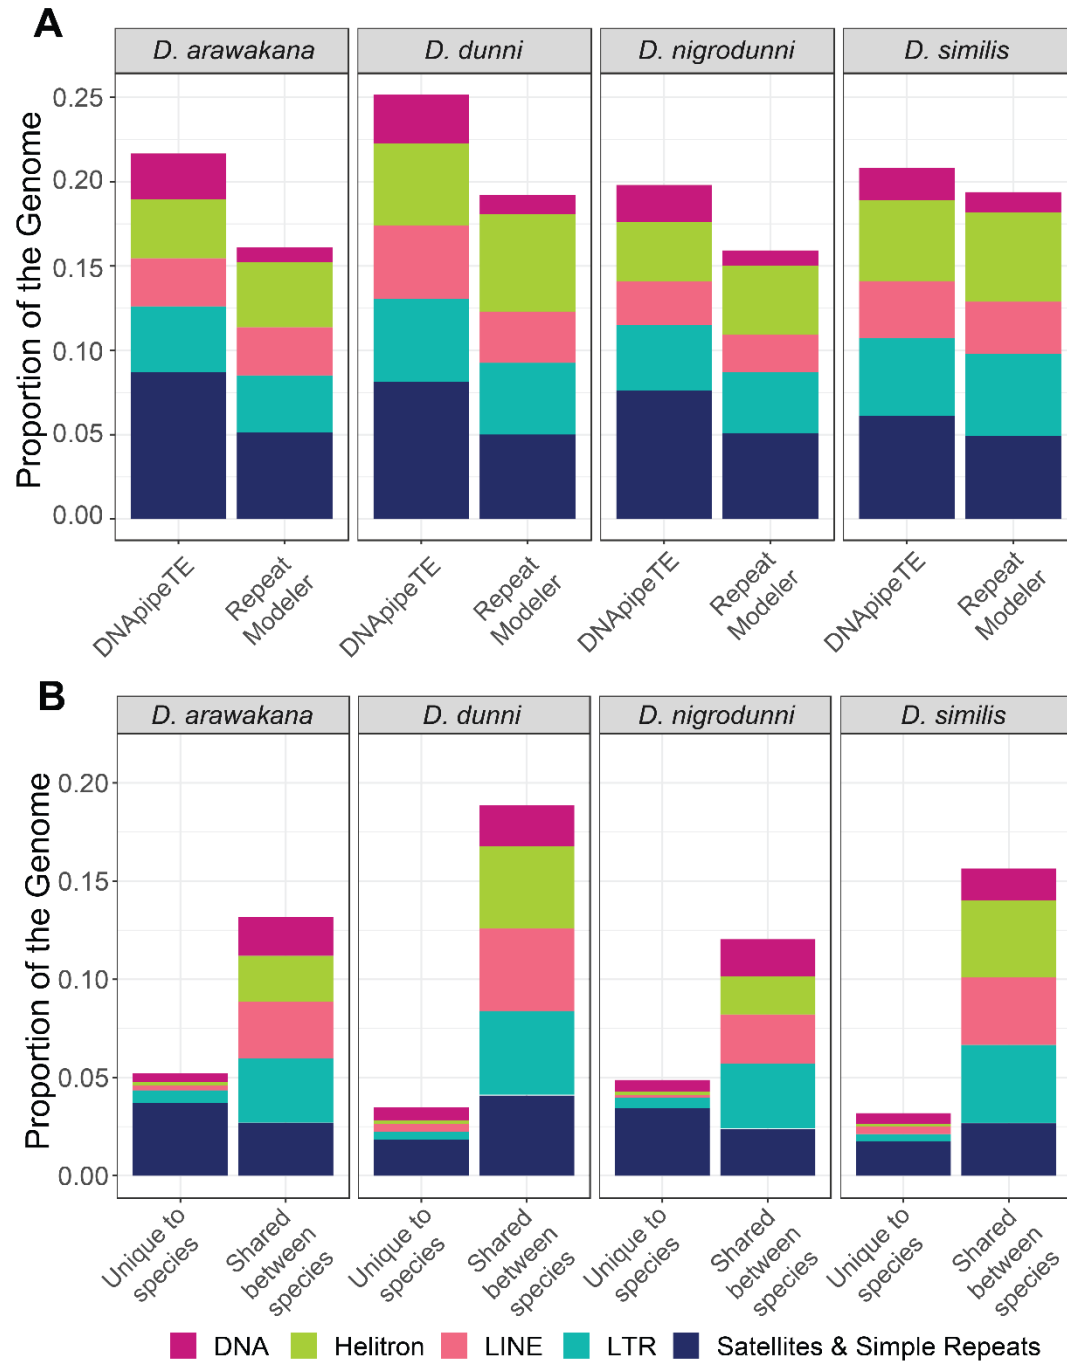 A
D. arawakana
D. dunni
D. nigrodunni
D. similis
Proportion of the Genome
0.25
0.20
0.15
0.10
0.05
0.00
DNApipeTE
Repeat
Modeler
DNApipeTE
Repeat
Modeler
DNApipeTE
Repeat
Modeler
DNApipeTE
Repeat
Modeler
B
D. arawakana
D. dunni
D. nigrodunni
D. similis
Proportion of the Genome
0.20
0.15
0.10
0.05
0.00
Unique to
species
Shared
between
species
Unique to
species
Shared
between
species
Unique to
species
Shared
between
species
Unique to
species
Shared
between
species
DNA
Helitron
LINE
LTR
Satellites & Simple Repeats